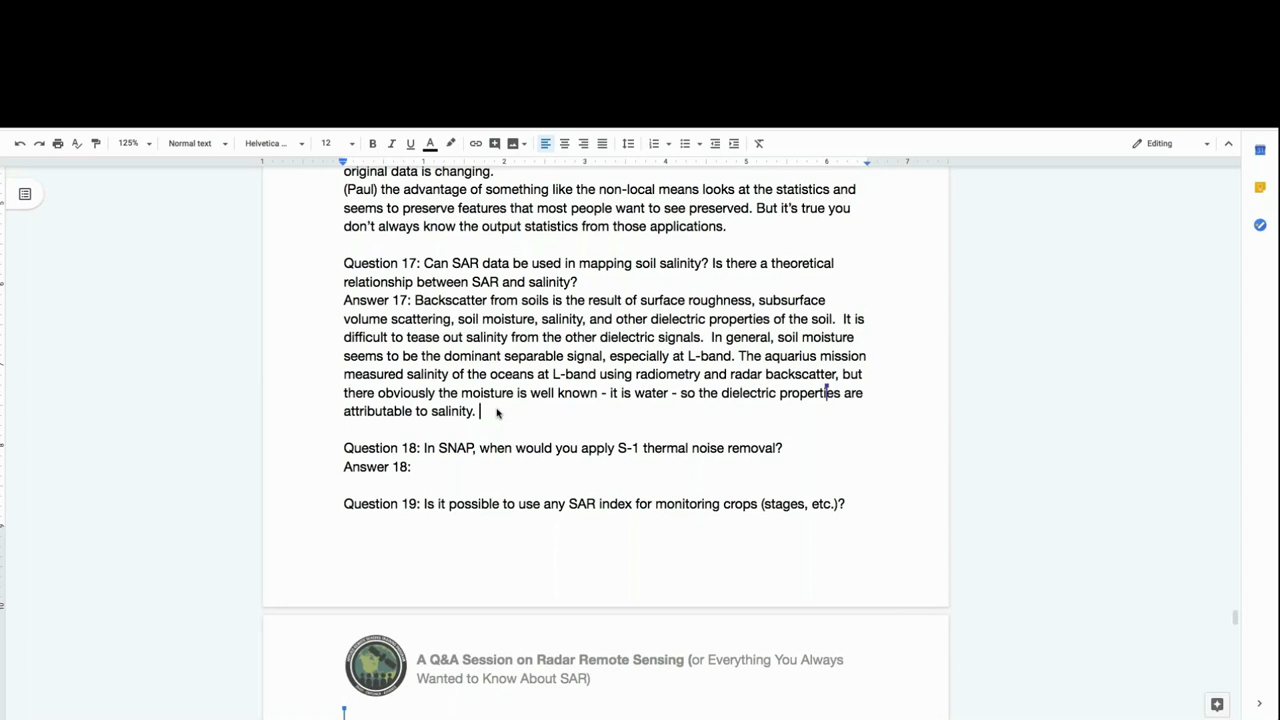 125% Normal text Helvetica ... 12 Editing
1 1 2 3 4 5 6 7
original data is changing.
(Paul) the advantage of something like the non-local means looks at the statistics and
seems to preserve features that most people want to see preserved. But it's true you
don't always know the output statistics from those applications.
Question 17: Can SAR data be used in mapping soil salinity? Is there a theoretical
relationship between SAR and salinity?
Answer 17: Backscatter from soils is the result of surface roughness, subsurface
volume scattering, soil moisture, salinity, and other dielectric properties of the soil.  It is
difficult to tease out salinity from the other dielectric signals.  In general, soil moisture
seems to be the dominant separable signal, especially at L-band. The aquarius mission
measured salinity of the oceans at L-band using radiometry and radar backscatter, but
there obviously the moisture is well known - it is water - so the dielectric properties are
attributable to salinity.
Question 18: In SNAP, when would you apply S-1 thermal noise removal?
Answer 18:
Question 19: Is it possible to use any SAR index for monitoring crops (stages, etc.)?
A Q&A Session on Radar Remote Sensing (or Everything You Always
Wanted to Know About SAR)